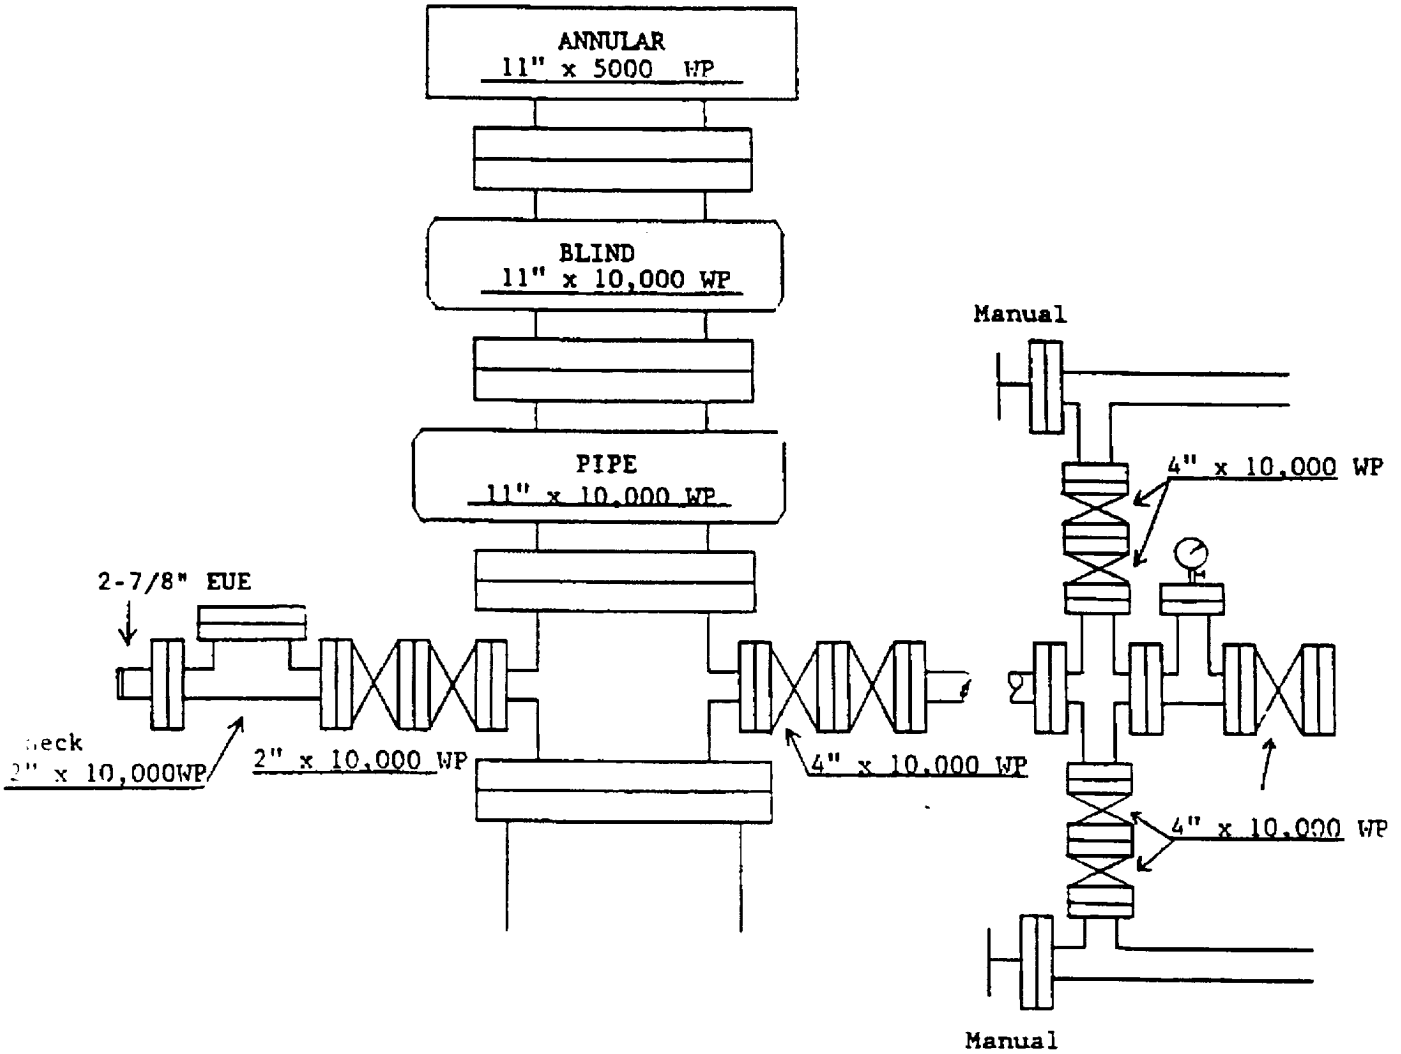 ANNULAR
11" x 5000 WP
BLIND
11" x 10,000 WP
Manual
PIPE
11" x 10,000 WP
4" x 10,000 WP
2-7/8" EUE
2" x 10,000WP
2" x 10,000 WP
4" x 10,000 WP
4" x 10,000 WP
Manual